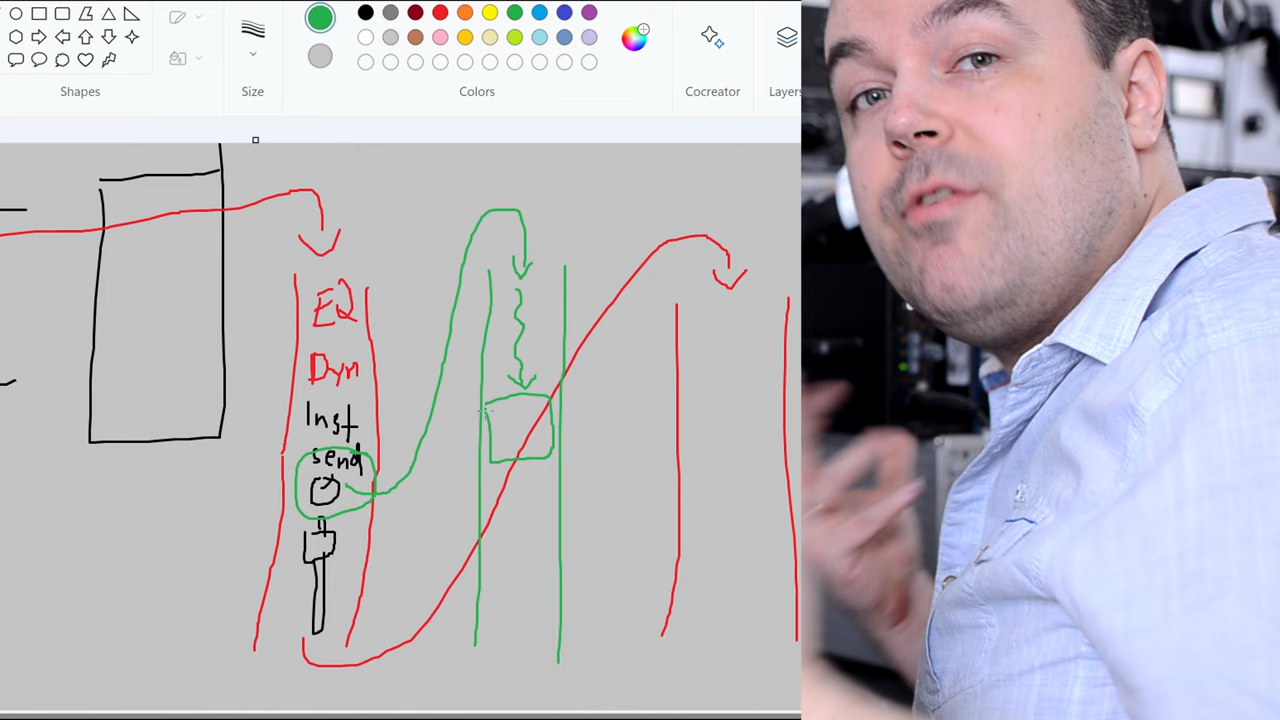 Shapes
Size
Colors
Cocreator
Layers
EQ
Dyn
Inst
send